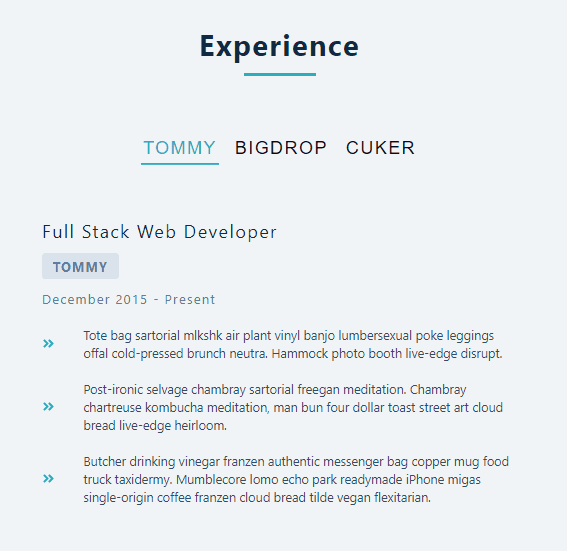 Experience
TOMMY BIGDROP CUKER
Full Stack Web Developer
TOMMY
December 2015 - Present
Tote bag sartorial mlkshk air plant vinyl banjo lumbersexual poke leggings
offal cold-pressed brunch neutra. Hammock photo booth live-edge disrupt.
Post-ironic selvage chambray sartorial freegan meditation. Chambray
chartreuse kombucha meditation, man bun four dollar toast street art cloud
bread live-edge heirloom.
Butcher drinking vinegar franzen authentic messenger bag copper mug food
truck taxidermy. Mumblecore lomo echo park readymade iPhone migas
single-origin coffee franzen cloud bread tilde vegan flexitarian.